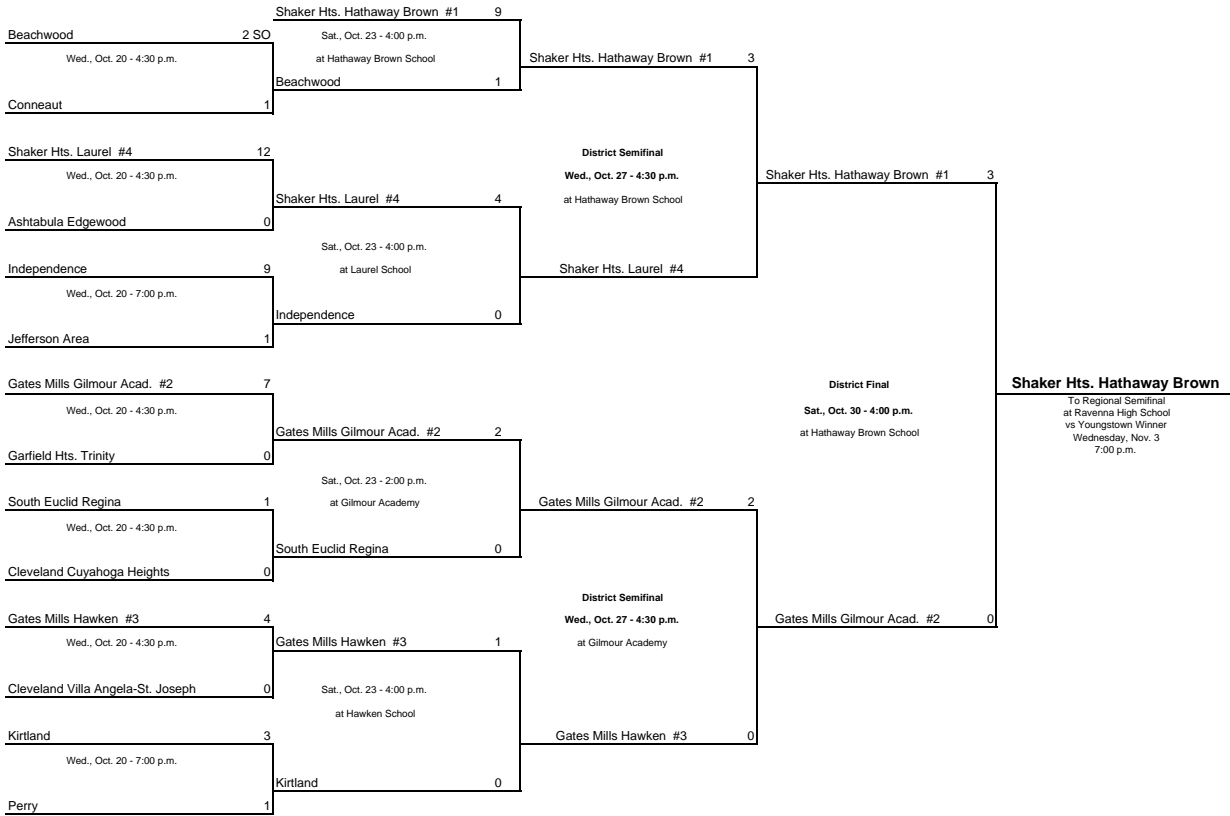 Shaker Hts. Hathaway Brown #1 9
Beachwood 2 SO
Sat., Oct. 23 - 4:00 p.m.
Wed., Oct. 20 - 4:30 p.m.
at Hathaway Brown School
Shaker Hts. Hathaway Brown #1 3
Beachwood 1
Conneaut 1
Shaker Hts. Laurel #4 12
District Semifinal
Wed., Oct. 20 - 4:30 p.m.
Wed., Oct. 27 - 4:30 p.m.
Shaker Hts. Hathaway Brown #1 3
Shaker Hts. Laurel #4 4
at Hathaway Brown School
Ashtabula Edgewood 0
Sat., Oct. 23 - 4:00 p.m.
Independence 9
at Laurel School
Shaker Hts. Laurel #4
Wed., Oct. 20 - 7:00 p.m.
Independence 0
Jefferson Area 1
Gates Mills Gilmour Acad. #2 7
District Final
Shaker Hts. Hathaway Brown
Wed., Oct. 20 - 4:30 p.m.
Sat., Oct. 30 - 4:00 p.m.
To Regional Semifinal
at Ravenna High School
vs Youngstown Winner
Wednesday, Nov. 3
7:00 p.m.
Gates Mills Gilmour Acad. #2 2
at Hathaway Brown School
Garfield Hts. Trinity 0
Sat., Oct. 23 - 2:00 p.m.
South Euclid Regina 1
at Gilmour Academy
Gates Mills Gilmour Acad. #2 2
Wed., Oct. 20 - 4:30 p.m.
South Euclid Regina 0
Cleveland Cuyahoga Heights 0
District Semifinal
Gates Mills Hawken #3 4
Wed., Oct. 27 - 4:30 p.m.
Gates Mills Gilmour Acad. #2 0
Wed., Oct. 20 - 4:30 p.m.
Gates Mills Hawken #3 1
at Gilmour Academy
Cleveland Villa Angela-St. Joseph 0
Sat., Oct. 23 - 4:00 p.m.
at Hawken School
Kirtland 3
Gates Mills Hawken #3 0
Wed., Oct. 20 - 7:00 p.m.
Kirtland 0
Perry 1